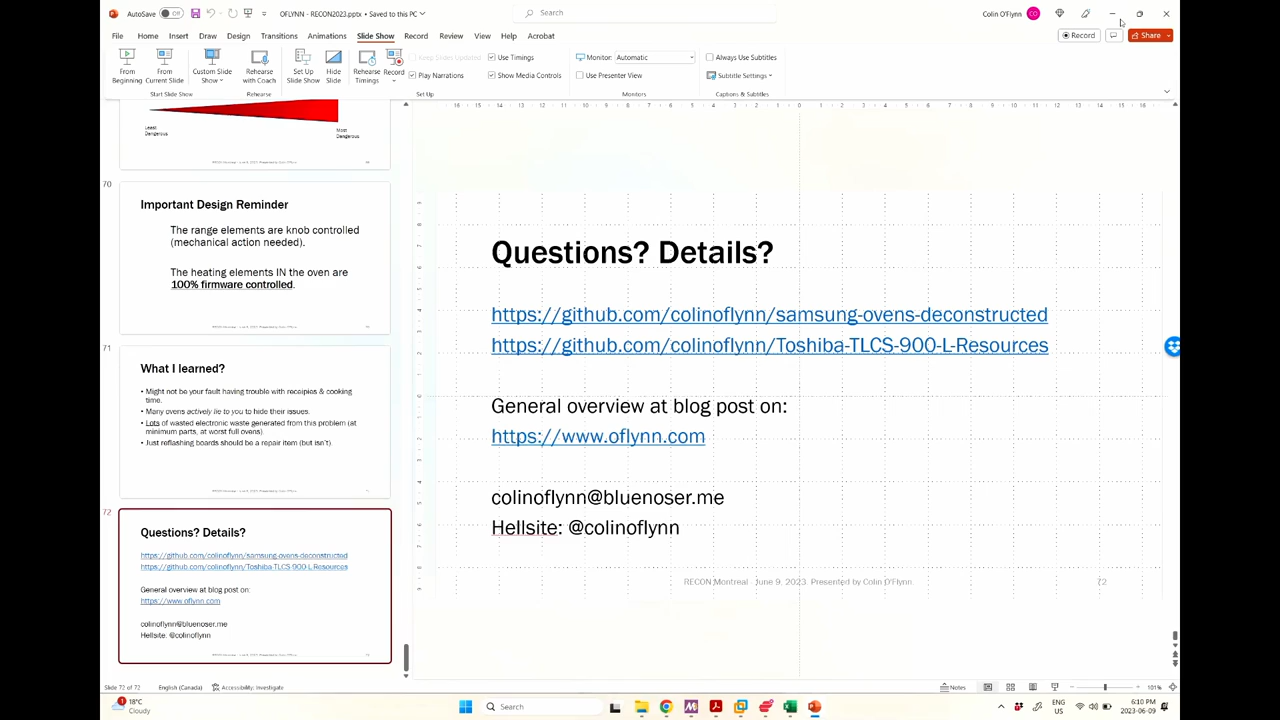 AutoSave
Off
OFLYNN - RECON2023.pptx • Saved to this PC
Search
Colin O'Flynn
CO
File
Home
Insert
Draw
Design
Transitions
Animations
Slide Show
Record
Review
View
Help
Acrobat
Record
Share
From Beginning
From Current Slide
Custom Slide Show
Rehearse with Coach
Set Up Slide Show
Hide Slide
Rehearse Timings
Record
Keep Slides Updated
Play Narrations
Use Timings
Show Media Controls
Monitor: Automatic
Use Presenter View
Always Use Subtitles
Subtitle Settings
Start Slide Show
Rehearse
Set Up
Monitors
Captions & Subtitles
Least Dangerous
Most Dangerous
70
Important Design Reminder
The range elements are knob controlled
(mechanical action needed).
The heating elements IN the oven are
100% firmware controlled.
71
What I learned?
• Might not be your fault having trouble with receipies & cooking
time.
• Many ovens actively lie to you to hide their issues.
• Lots of wasted electronic waste generated from this problem (at
minimum parts, at worst full ovens).
• Just reflashing boards should be a repair item (but isn't).
72
Questions? Details?
https://github.com/colinoflynn/samsung-ovens-deconstructed
https://github.com/colinoflynn/Toshiba-TLCS-900-L-Resources
General overview at blog post on:
https://www.oflynn.com
colinoflynn@bluenoser.me
Hellsite: @colinoflynn
Questions? Details?
https://github.com/colinoflynn/samsung-ovens-deconstructed
https://github.com/colinoflynn/Toshiba-TLCS-900-L-Resources
General overview at blog post on:
https://www.oflynn.com
colinoflynn@bluenoser.me
Hellsite: @colinoflynn
RECON Montreal - June 9, 2023. Presented by Colin O'Flynn.
72
Slide 72 of 72
English (Canada)
Accessibility: Investigate
Notes
101%
1
18°C
Cloudy
Search
ENG
US
6:10 PM
2023-06-09